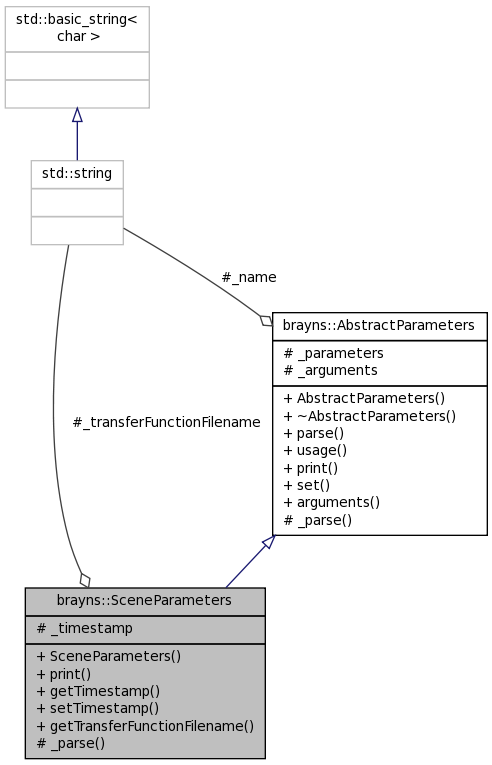 std::basic_string<
char >
std::string
#_name
brayns::AbstractParameters
# _parameters
# _arguments
+ AbstractParameters()
+ ~AbstractParameters()
+ parse()
+ usage()
+ print()
+ set()
+ arguments()
# _parse()
#_transferFunctionFilename
brayns::SceneParameters
# _timestamp
+ SceneParameters()
+ print()
+ getTimestamp()
+ setTimestamp()
+ getTransferFunctionFilename()
# _parse()